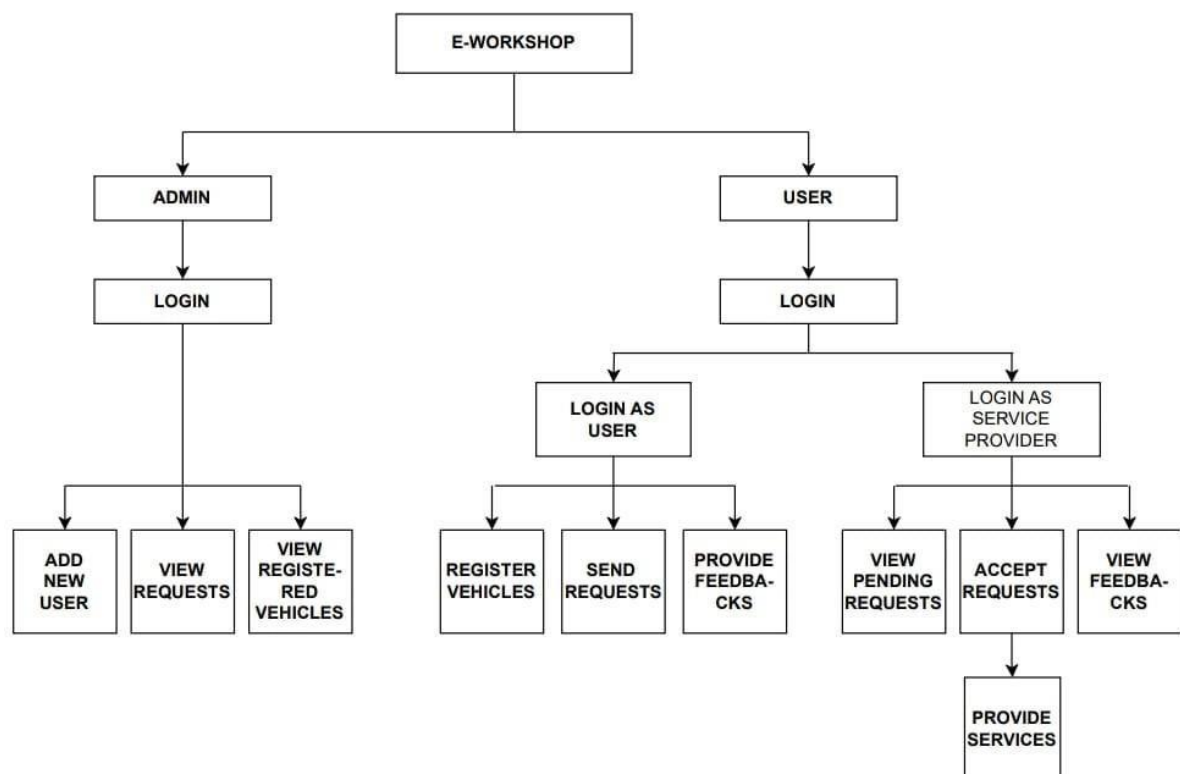 E-WORKSHOP
ADMIN
USER
LOGIN
LOGIN
LOGIN AS
USER
LOGIN AS
SERVICE
PROVIDER
ADD
NEW
USER
VIEW
REQUESTS
VIEW
REGISTE-
RED
VEHICLES
REGISTER
VEHICLES
SEND
REQUESTS
PROVIDE
FEEDBA-
CKS
VIEW
PENDING
REQUESTS
ACCEPT
REQUESTS
VIEW
FEEDBA-
CKS
PROVIDE
SERVICES